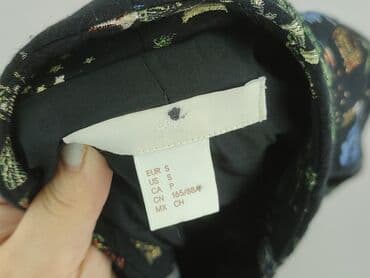 EUR S
US S
CA P
CN 165/88A
MX CH